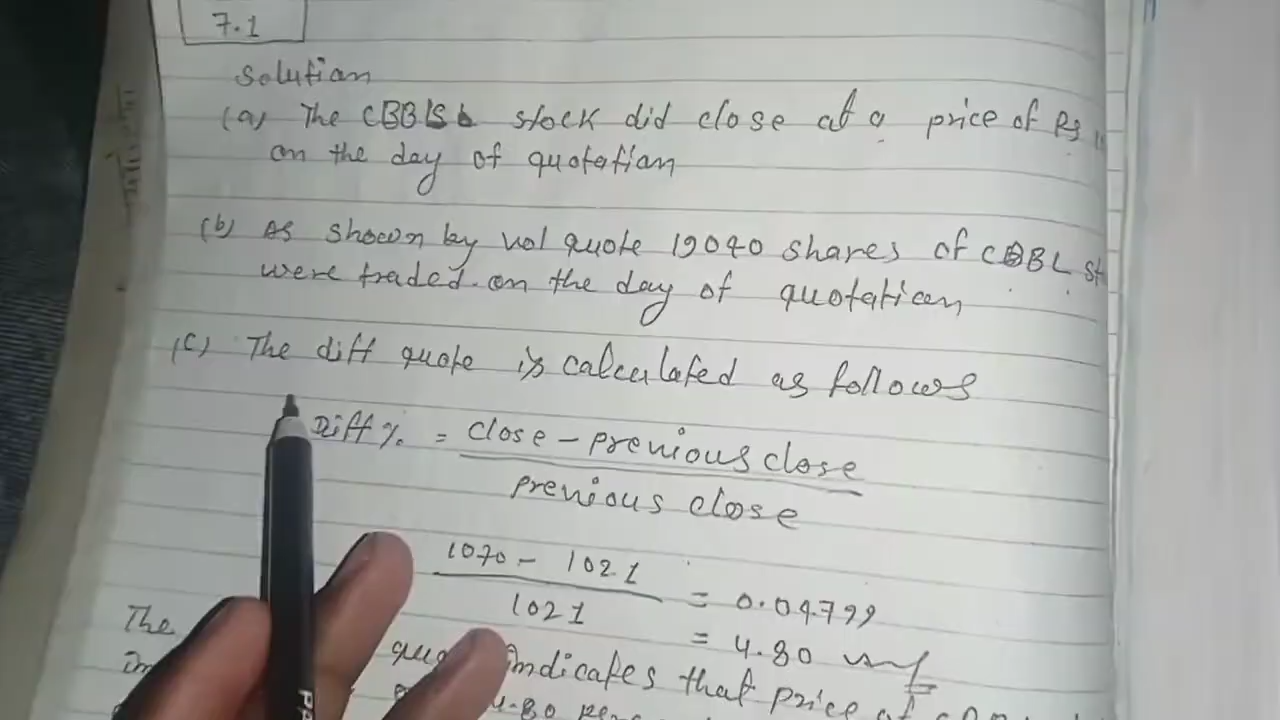 7.1
Solution
(a) The CBBL stock did close at a price of Rs
on the day of quotation
(b) As shown by vol quote 19040 shares of CBBL
were traded on the day of quotation
(c) The diff quote is calculated as follows
Diff % = close - previous close
previous close
1070 - 1021
1021
= 0.04799
= 4.80
The indicates that price of
4.80